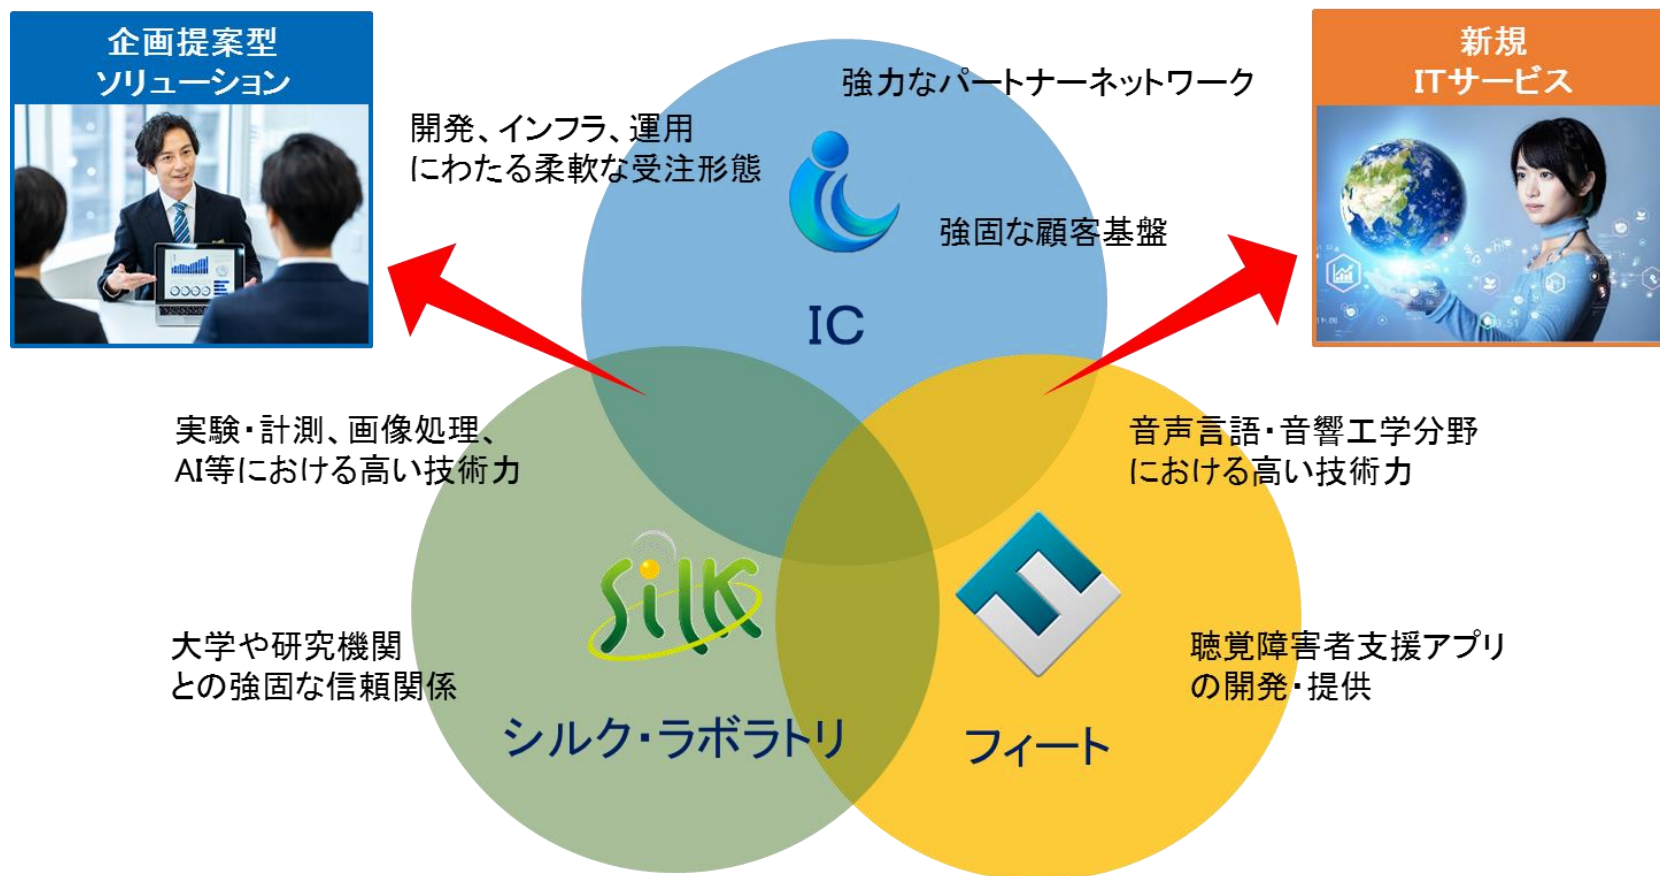 企画提案型
ソリューション
新規
ITサービス
強力なパートナーネットワーク
開発、インフラ、運用
にわたる柔軟な受注形態
強固な顧客基盤
IC
実験・計測、画像処理、
AI等における高い技術力
音声言語・音響工学分野
における高い技術力
SiLK
大学や研究機関
との強固な信頼関係
聴覚障害者支援アプリ
の開発・提供
シルク・ラボラトリ
フィート